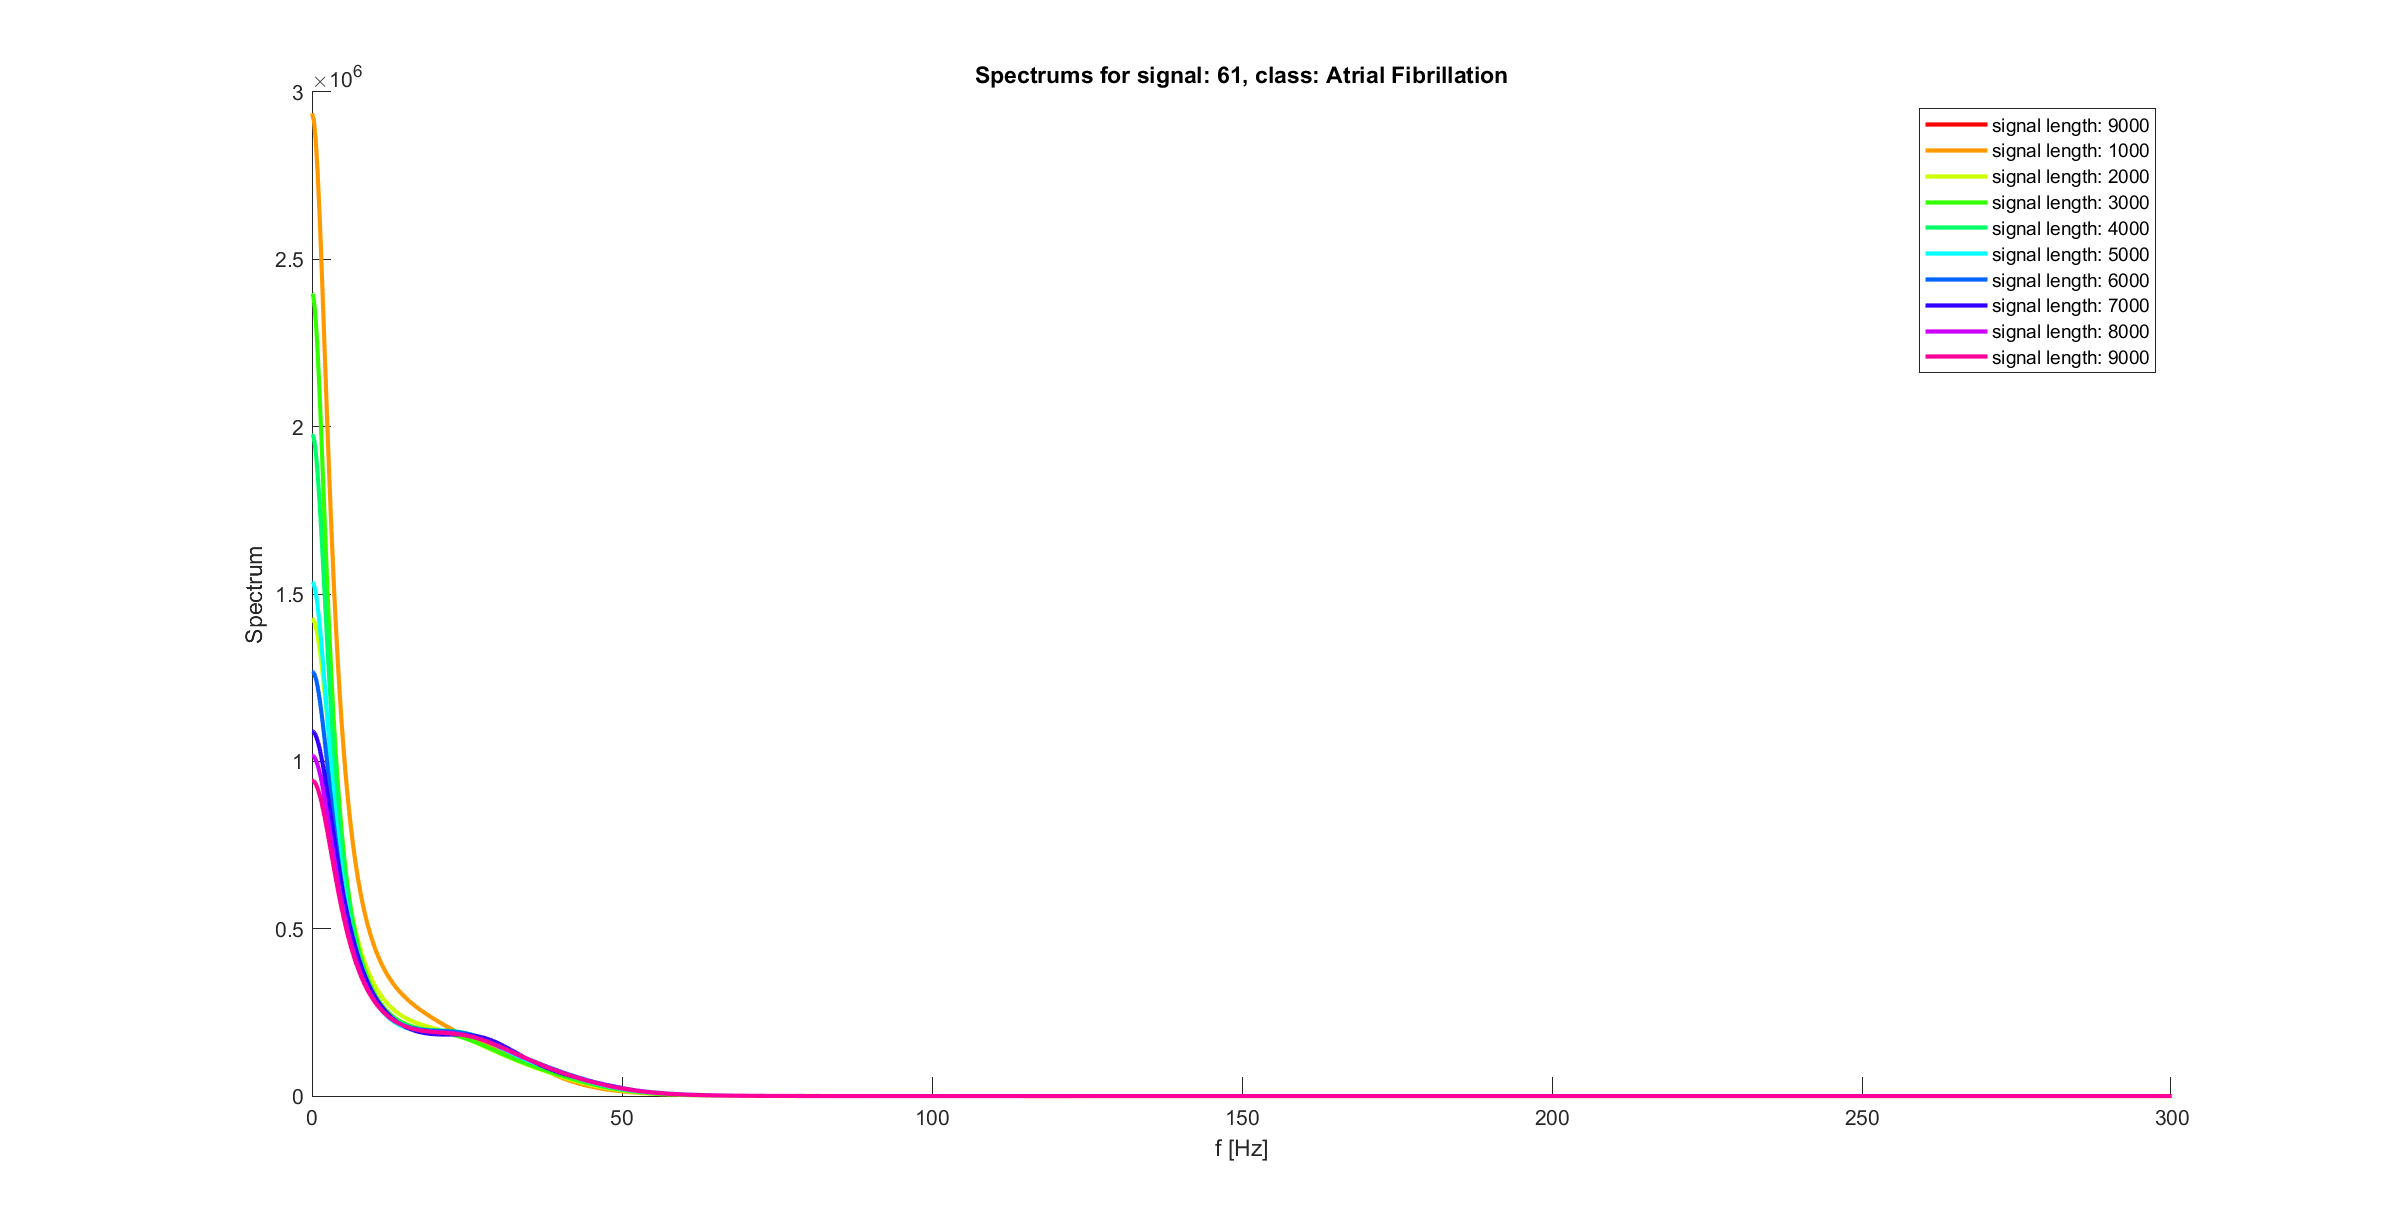 Spectrums for signal: 61, class: Atrial Fibrillation
×10^6
3
2.5
2
1.5
1
0.5
0
Spectrum
signal length: 9000
signal length: 1000
signal length: 2000
signal length: 3000
signal length: 4000
signal length: 5000
signal length: 6000
signal length: 7000
signal length: 8000
signal length: 9000
0 50 100 150 200 250 300
f [Hz]